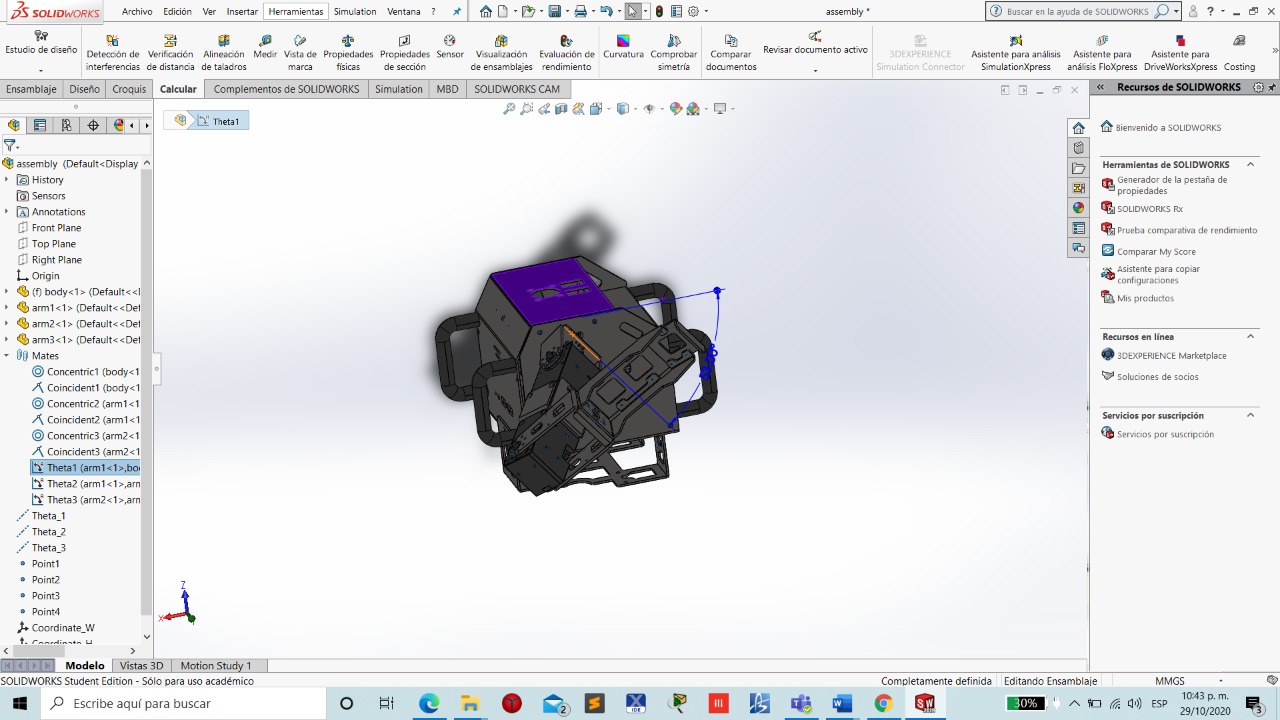 SOLIDWORKS
Archivo Edición Ver Insertar Herramientas Simulation Ventana ?
assembly *
Buscar en la ayuda de SOLIDWORKS
Estudio de diseño
Detección de interferencias
Verificación de distancia
Alineación
Medir
Vista de marca
Propiedades físicas
Propiedades de sección
Sensor
Visualización de ensamblajes
Evaluación de rendimiento
Curvatura
Comprobar simetría
Comparar documentos
Revisar documento activo
3DEXPERIENCE Simulation Connector
Asistente para análisis SimulationXpress
Asistente para análisis FloXpress
Asistente para DriveWorksXpress
Costing
Ensamblaje Diseño Croquis Calcular Complementos de SOLIDWORKS Simulation MBD SOLIDWORKS CAM
Theta1
assembly (Default<Display
History
Sensors
Annotations
Front Plane
Top Plane
Right Plane
Origin
(f) body<1> (Default<<De
arm1<1> (Default<<Def
arm2<1> (Default<<Def
arm3<1> (Default<<Def
Mates
Concentric1 (body<1
Coincident1 (body<1
Concentric2 (arm1<1
Coincident2 (arm1<1
Concentric3 (arm2<1
Coincident3 (arm2<1
Theta1 (arm1<1>,boc
Theta2 (arm1<1>,arm
Theta3 (arm2<1>,arm
Theta_1
Theta_2
Theta_3
Point1
Point2
Point3
Point4
Coordinate_W
Coordinate_H
Z
X
Modelo Vistas 3D Motion Study 1
Recursos de SOLIDWORKS
Bienvenido a SOLIDWORKS
Herramientas de SOLIDWORKS
Generador de la pestaña de
propiedades
SOLIDWORKS Rx
Prueba comparativa de rendimiento
Comparar My Score
Asistente para copiar
configuraciones
Mis productos
Recursos en línea
3DEXPERIENCE Marketplace
Soluciones de socios
Servicios por suscripción
Servicios por suscripción
SOLIDWORKS Student Edition - Sólo para uso académico
Completamente definida Editando Ensamblaje MMGS
Escribe aquí para buscar
30%
ESP
10:43 p. m.
29/10/2020
3